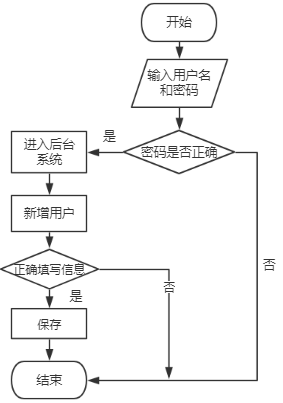 开始
输入用户名
和密码
密码是否正确
是
进入后台
系统
新增用户
正确填写信息
否
否
是
保存
结束